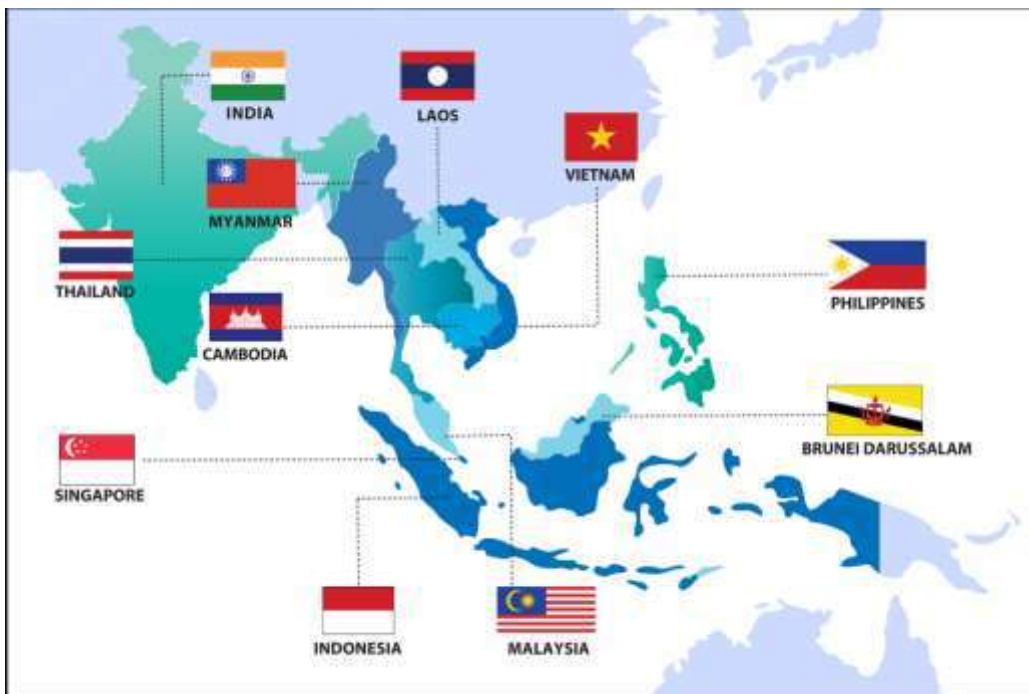 INDIA
LAOS
VIETNAM
MYANMAR
THAILAND
PHILIPPINES
CAMBODIA
BRUNEI DARUSSALAM
SINGAPORE
INDONESIA
MALAYSIA